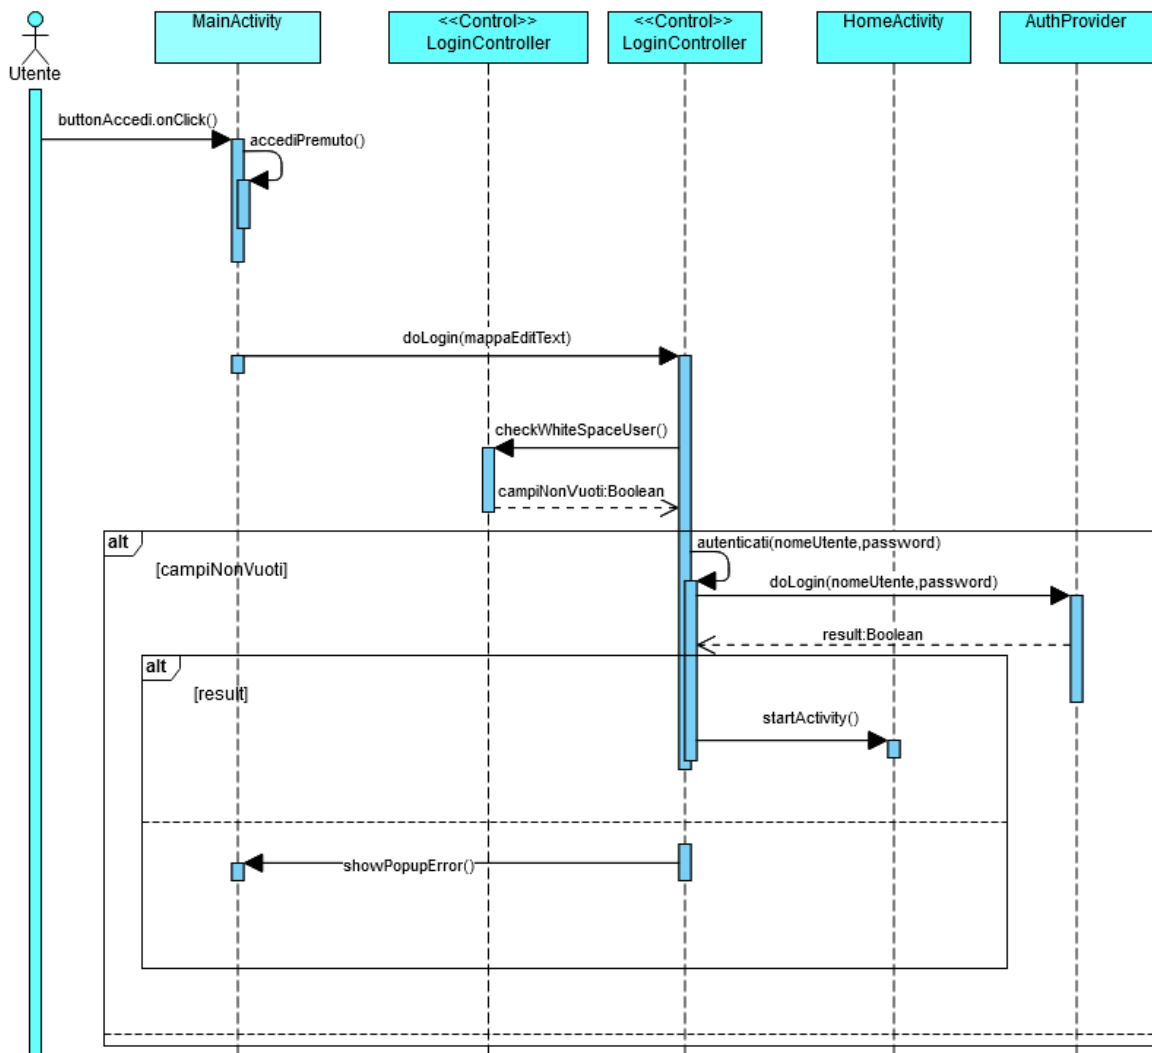 Utente
MainActivity
<<Control>>
LoginController
<<Control>>
LoginController
HomeActivity
AuthProvider
buttonAccedi.onClick()
accediPremuto()
doLogin(mappaEditText)
checkWhiteSpaceUser()
campiNonVuoti:Boolean
alt
[campiNonVuoti]
autenticati(nomeUtente,password)
doLogin(nomeUtente,password)
result:Boolean
alt
[result]
startActivity()
showPopupError()